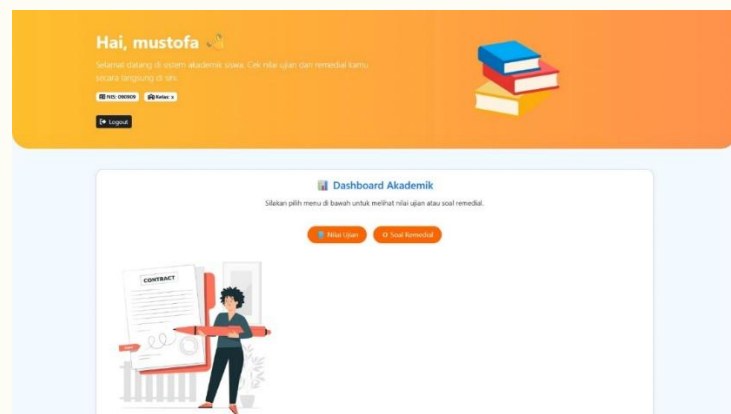 Hai, mustofa
Selamat datang di sistem akademik siswa. Cek nilai ujian dan remedial kamu
secara langsung di sini.
NIS: 090909 Kelas: x
Logout
Dashboard Akademik
Silakan pilih menu di bawah untuk melihat nilai ujian atau soal remedial.
Nilai Ujian Soal Remedial
CONTRACT